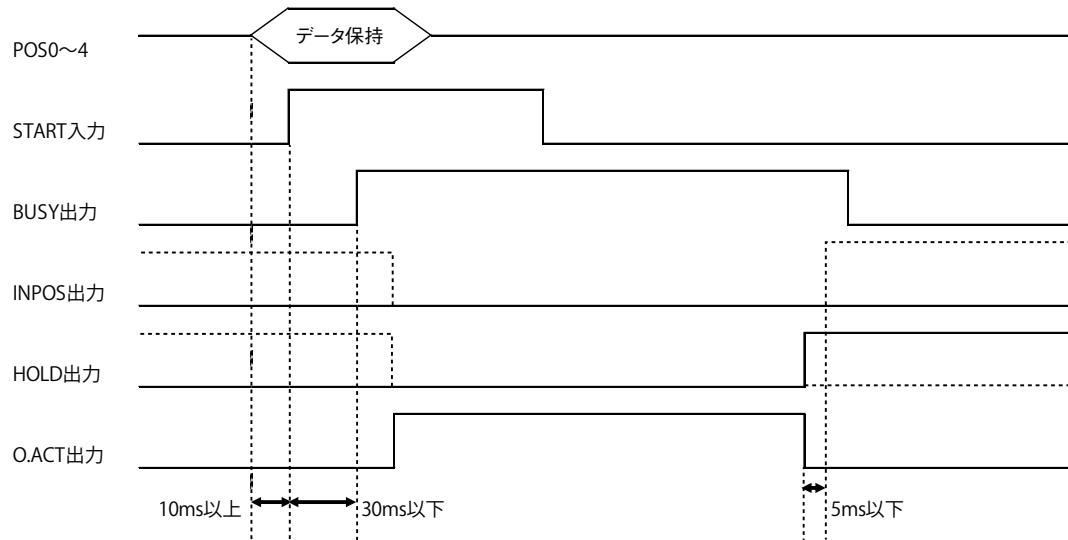 データ保持
POS0～4
START入力
BUSY出力
INPOS出力
HOLD出力
O.ACT出力
10ms以上
30ms以下
5ms以下